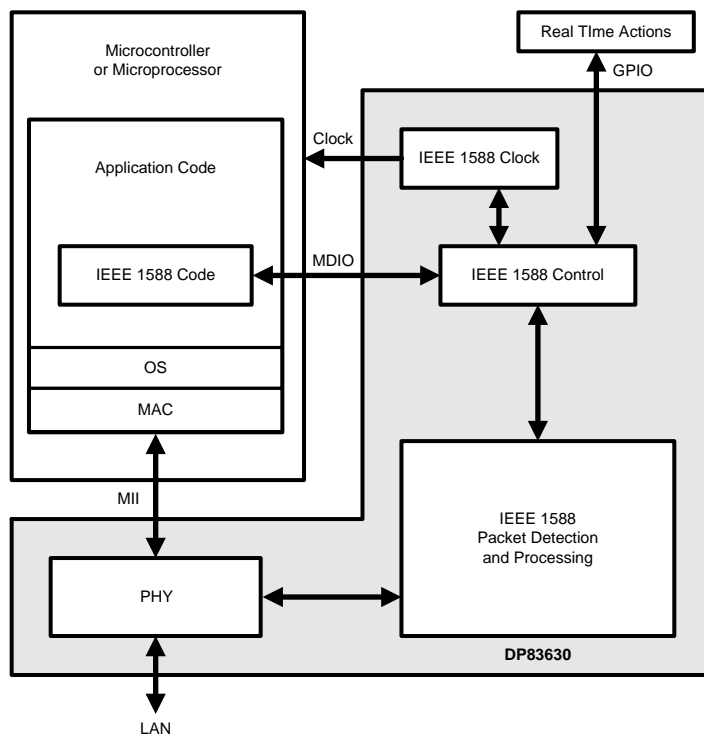 Microcontroller
or Microprocessor
Real TIme Actions
GPIO
Clock
IEEE 1588 Clock
Application Code
IEEE 1588 Code
MDIO
IEEE 1588 Control
OS
MAC
MII
IEEE 1588
Packet Detection
and Processing
PHY
DP83630
LAN